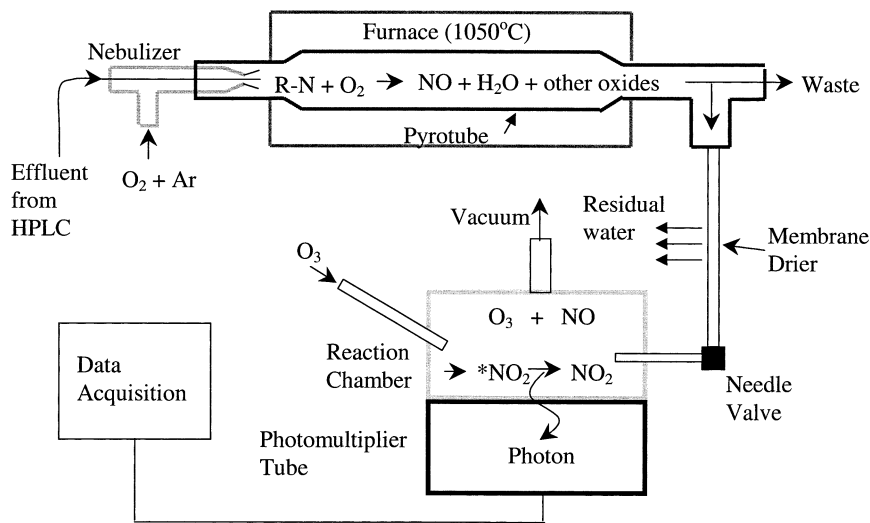 Furnace (1050°C)
Nebulizer
R-N + O₂ → NO + H₂O + other oxides
Waste
Pyrotube
Effluent
from
HPLC
O₂ + Ar
Vacuum
Residual
water
Membrane
Drier
O₃
O₃ + NO
Reaction
Chamber
→ *NO₂ → NO₂
Needle
Valve
Data
Acquisition
Photomultiplier
Tube
Photon